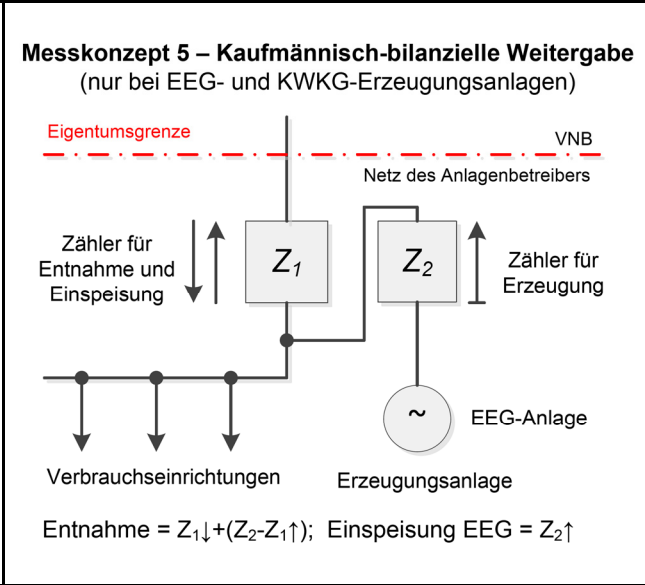 Messkonzept 5 – Kaufmännisch-bilanzielle Weitergabe
(nur bei EEG- und KWKG-Erzeugungsanlagen)
Eigentumsgrenze
VNB
Netz des Anlagenbetreibers
Zähler für
Entnahme und
Einspeisung
Z₁
Z₂
Zähler für
Erzeugung
~
EEG-Anlage
Verbrauchseinrichtungen
Erzeugungsanlage
Entnahme = Z₁↓+(Z₂-Z₁↑); Einspeisung EEG = Z₂↑